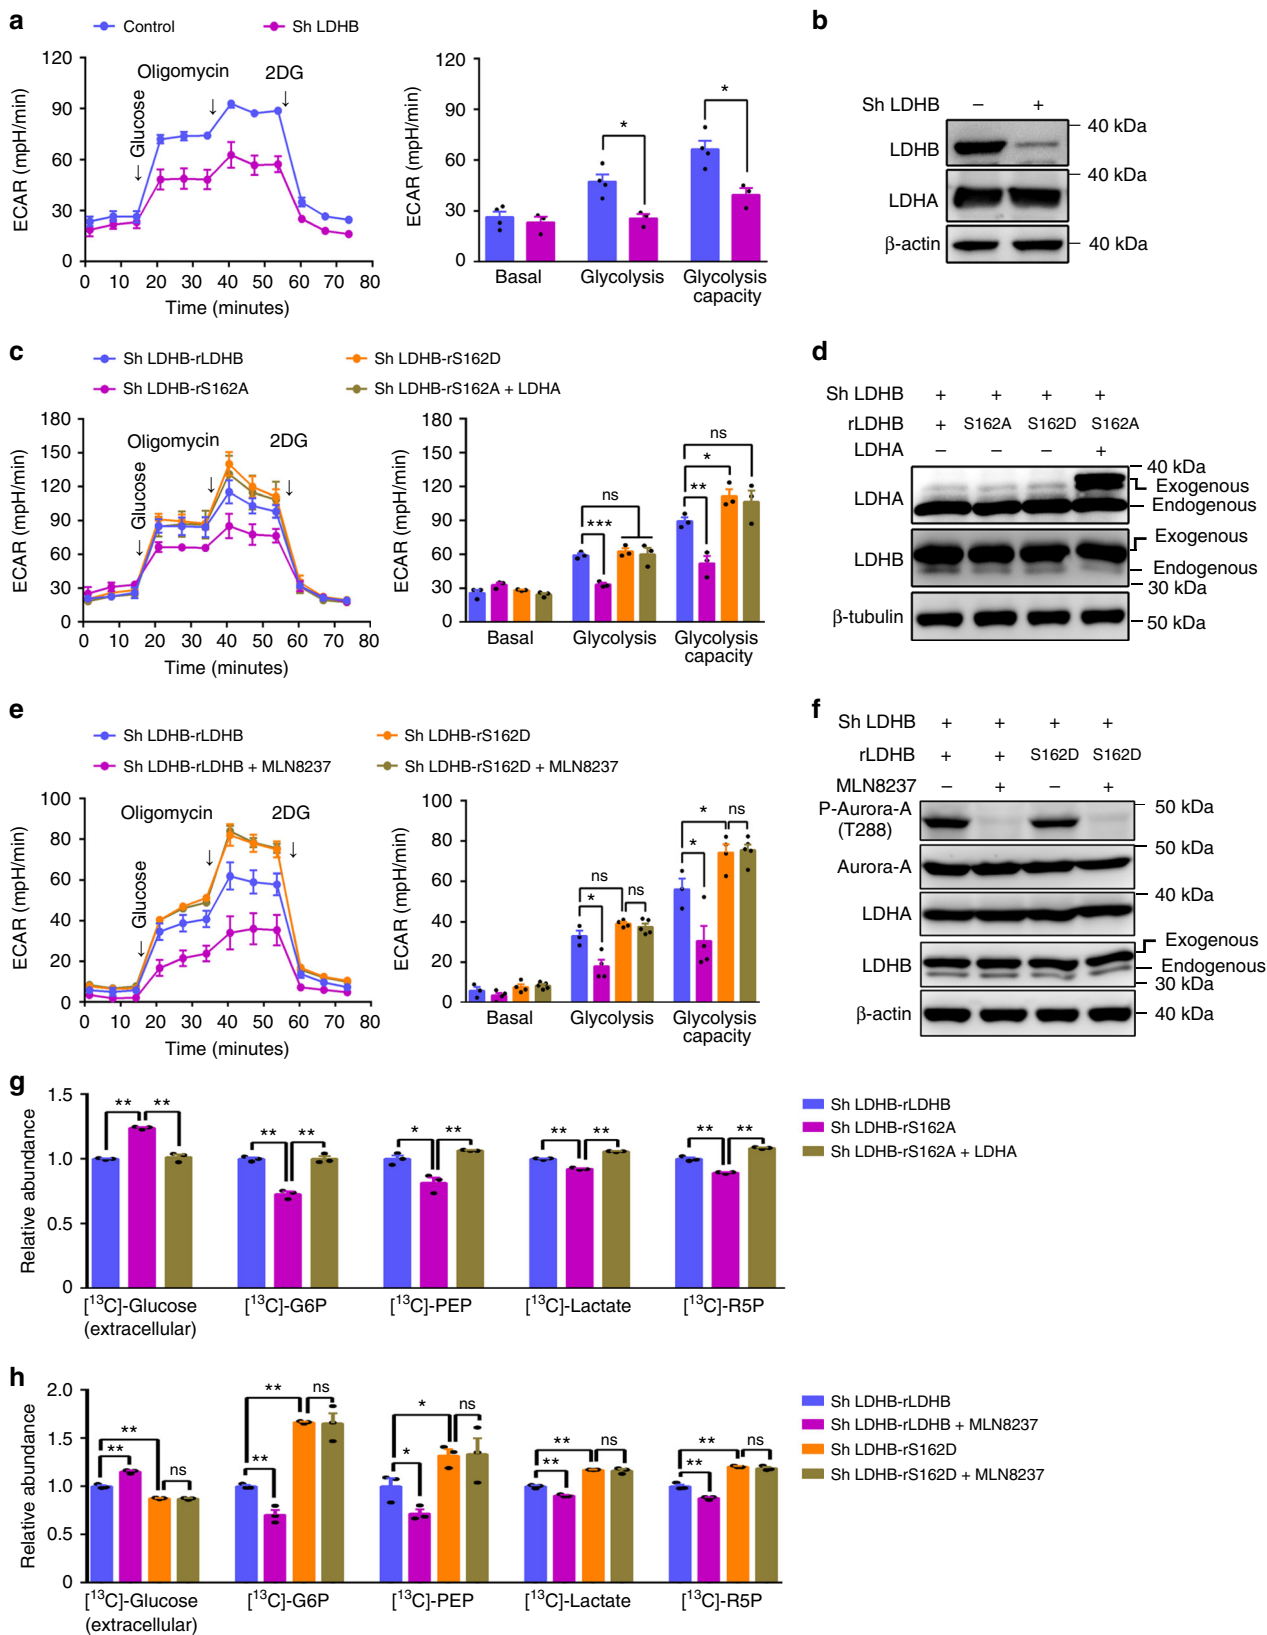 a
Control
Sh LDHB
ECAR (mpH/min)
120
90
60
30
0
Glucose
Oligomycin
2DG
0 10 20 30 40 50 60 70 80
Time (minutes)
ECAR (mpH/min)
120
90
60
30
0
*
*
Basal
Glycolysis
Glycolysis capacity
b
Sh LDHB − +
LDHB
40 kDa
LDHA
40 kDa
β-actin
40 kDa
c
Sh LDHB-rLDHB
Sh LDHB-rS162D
Sh LDHB-rS162A
Sh LDHB-rS162A + LDHA
ECAR (mpH/min)
180
150
120
90
60
30
0
Glucose
Oligomycin
2DG
0 10 20 30 40 50 60 70 80
Time (minutes)
ECAR (mpH/min)
180
150
120
90
60
30
0
ns
***
ns
*
**
Basal
Glycolysis
Glycolysis capacity
d
Sh LDHB + + + +
rLDHB + S162A S162D S162A
LDHA − − − +
LDHA
40 kDa
Exogenous
Endogenous
LDHB
Exogenous
Endogenous
30 kDa
β-tubulin
50 kDa
e
Sh LDHB-rLDHB
Sh LDHB-rS162D
Sh LDHB-rLDHB + MLN8237
Sh LDHB-rS162D + MLN8237
ECAR (mpH/min)
100
80
60
40
20
0
Glucose
Oligomycin
2DG
0 10 20 30 40 50 60 70 80
Time (minutes)
ECAR (mpH/min)
100
80
60
40
20
0
ns
*
ns
*
*
ns
Basal
Glycolysis
Glycolysis capacity
f
Sh LDHB + + + +
rLDHB + + S162D S162D
MLN8237 − + − +
P-Aurora-A (T288)
50 kDa
Aurora-A
50 kDa
LDHA
40 kDa
LDHB
Exogenous
Endogenous
30 kDa
β-actin
40 kDa
g
Relative abundance
1.5
1.0
0.5
0
** **
** **
* **
** **
** **
[13C]-Glucose (extracellular)
[13C]-G6P
[13C]-PEP
[13C]-Lactate
[13C]-R5P
Sh LDHB-rLDHB
Sh LDHB-rS162A
Sh LDHB-rS162A + LDHA
h
Relative abundance
2.0
1.5
1.0
0.5
0
** ** ns
** ** ns
* * ns
** ** ns
** ** ns
[13C]-Glucose (extracellular)
[13C]-G6P
[13C]-PEP
[13C]-Lactate
[13C]-R5P
Sh LDHB-rLDHB
Sh LDHB-rLDHB + MLN8237
Sh LDHB-rS162D
Sh LDHB-rS162D + MLN8237